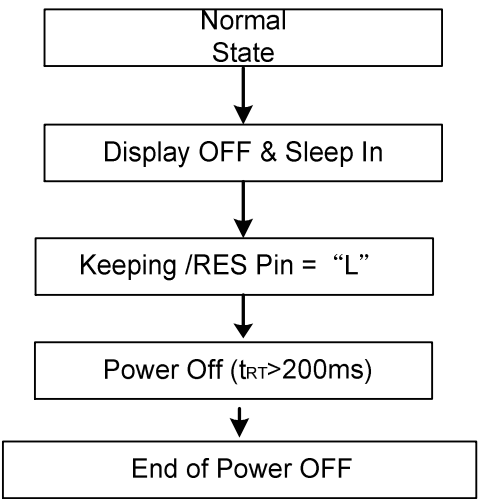 Normal
State
Display OFF & Sleep In
Keeping /RES Pin = “L”
Power Off (tRT>200ms)
End of Power OFF